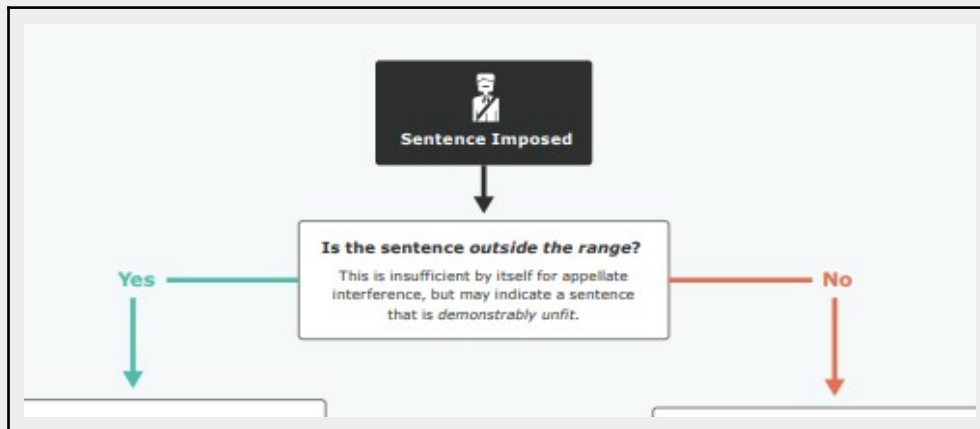 Sentence Imposed
Is the sentence outside the range?
This is insufficient by itself for appellate
interference, but may indicate a sentence
that is demonstrably unfit.
Yes
No